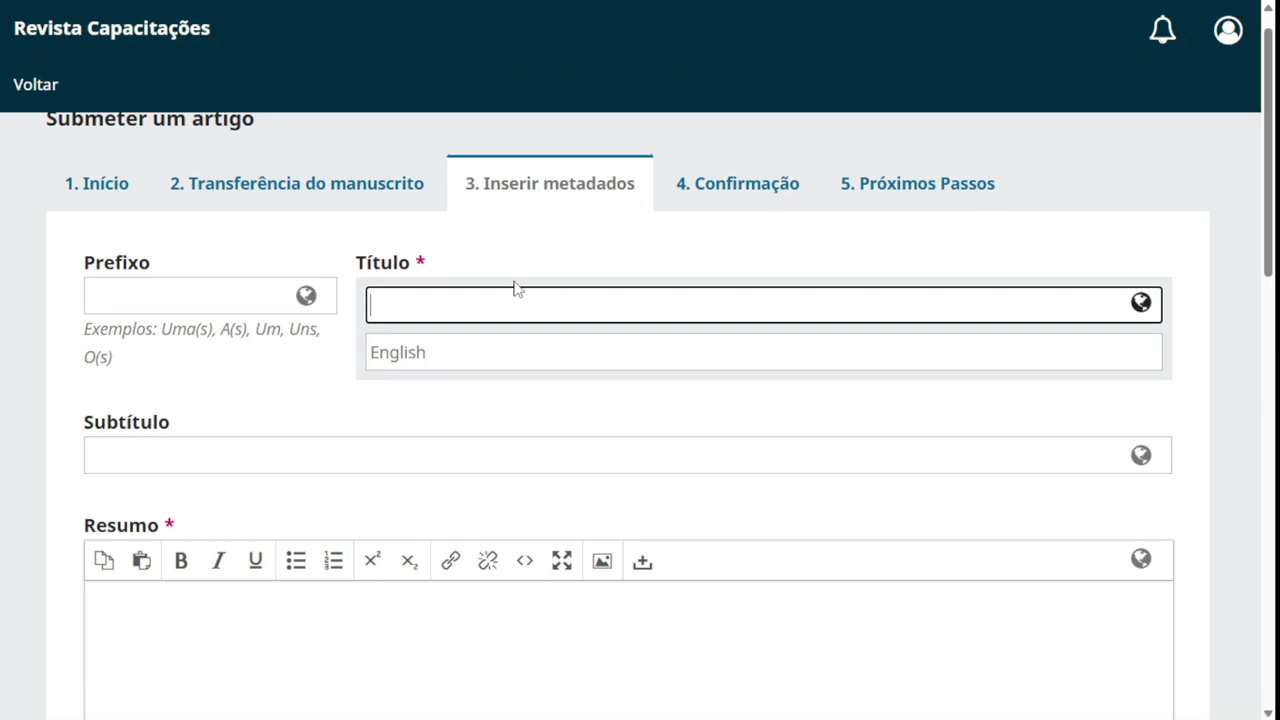 Revista Capacitações
Voltar
Submeter um artigo
1. Início 2. Transferência do manuscrito 3. Inserir metadados 4. Confirmação 5. Próximos Passos
Prefixo
Exemplos: Uma(s), A(s), Um, Uns,
O(s)
Título *
English
Subtítulo
Resumo *